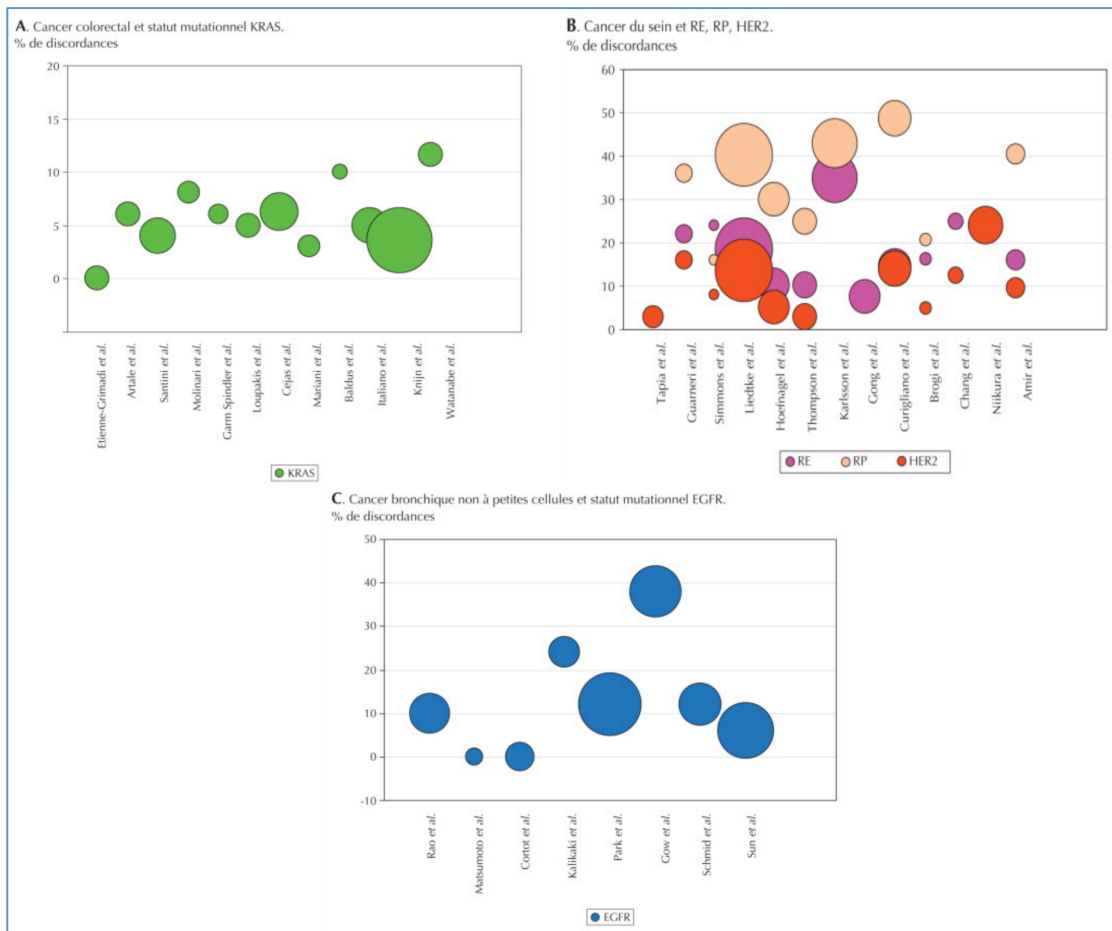 A. Cancer colorectal et statut mutationnel KRAS.
% de discordances
20
15
10
5
0
Etienne-Grimadi et al.
Artale et al.
Santini et al.
Molinari et al.
Garm Spindler et al.
Loupakis et al.
Cejas et al.
Mariani et al.
Baldus et al.
Italiano et al.
Knijn et al.
Watanabe et al.
KRAS
B. Cancer du sein et RE, RP, HER2.
% de discordances
60
50
40
30
20
10
0
Tapia et al.
Guarneri et al.
Simmons et al.
Liedtke et al.
Hoefnagel et al.
Thompson et al.
Karlsson et al.
Gong et al.
Curigliano et al.
Brogi et al.
Chang et al.
Niikura et al.
Amir et al.
RE RP HER2
C. Cancer bronchique non à petites cellules et statut mutationnel EGFR.
% de discordances
50
40
30
20
10
0
-10
Rao et al.
Matsumoto et al.
Cortot et al.
Kalikaki et al.
Park et al.
Gow et al.
Schmid et al.
Sun et al.
EGFR